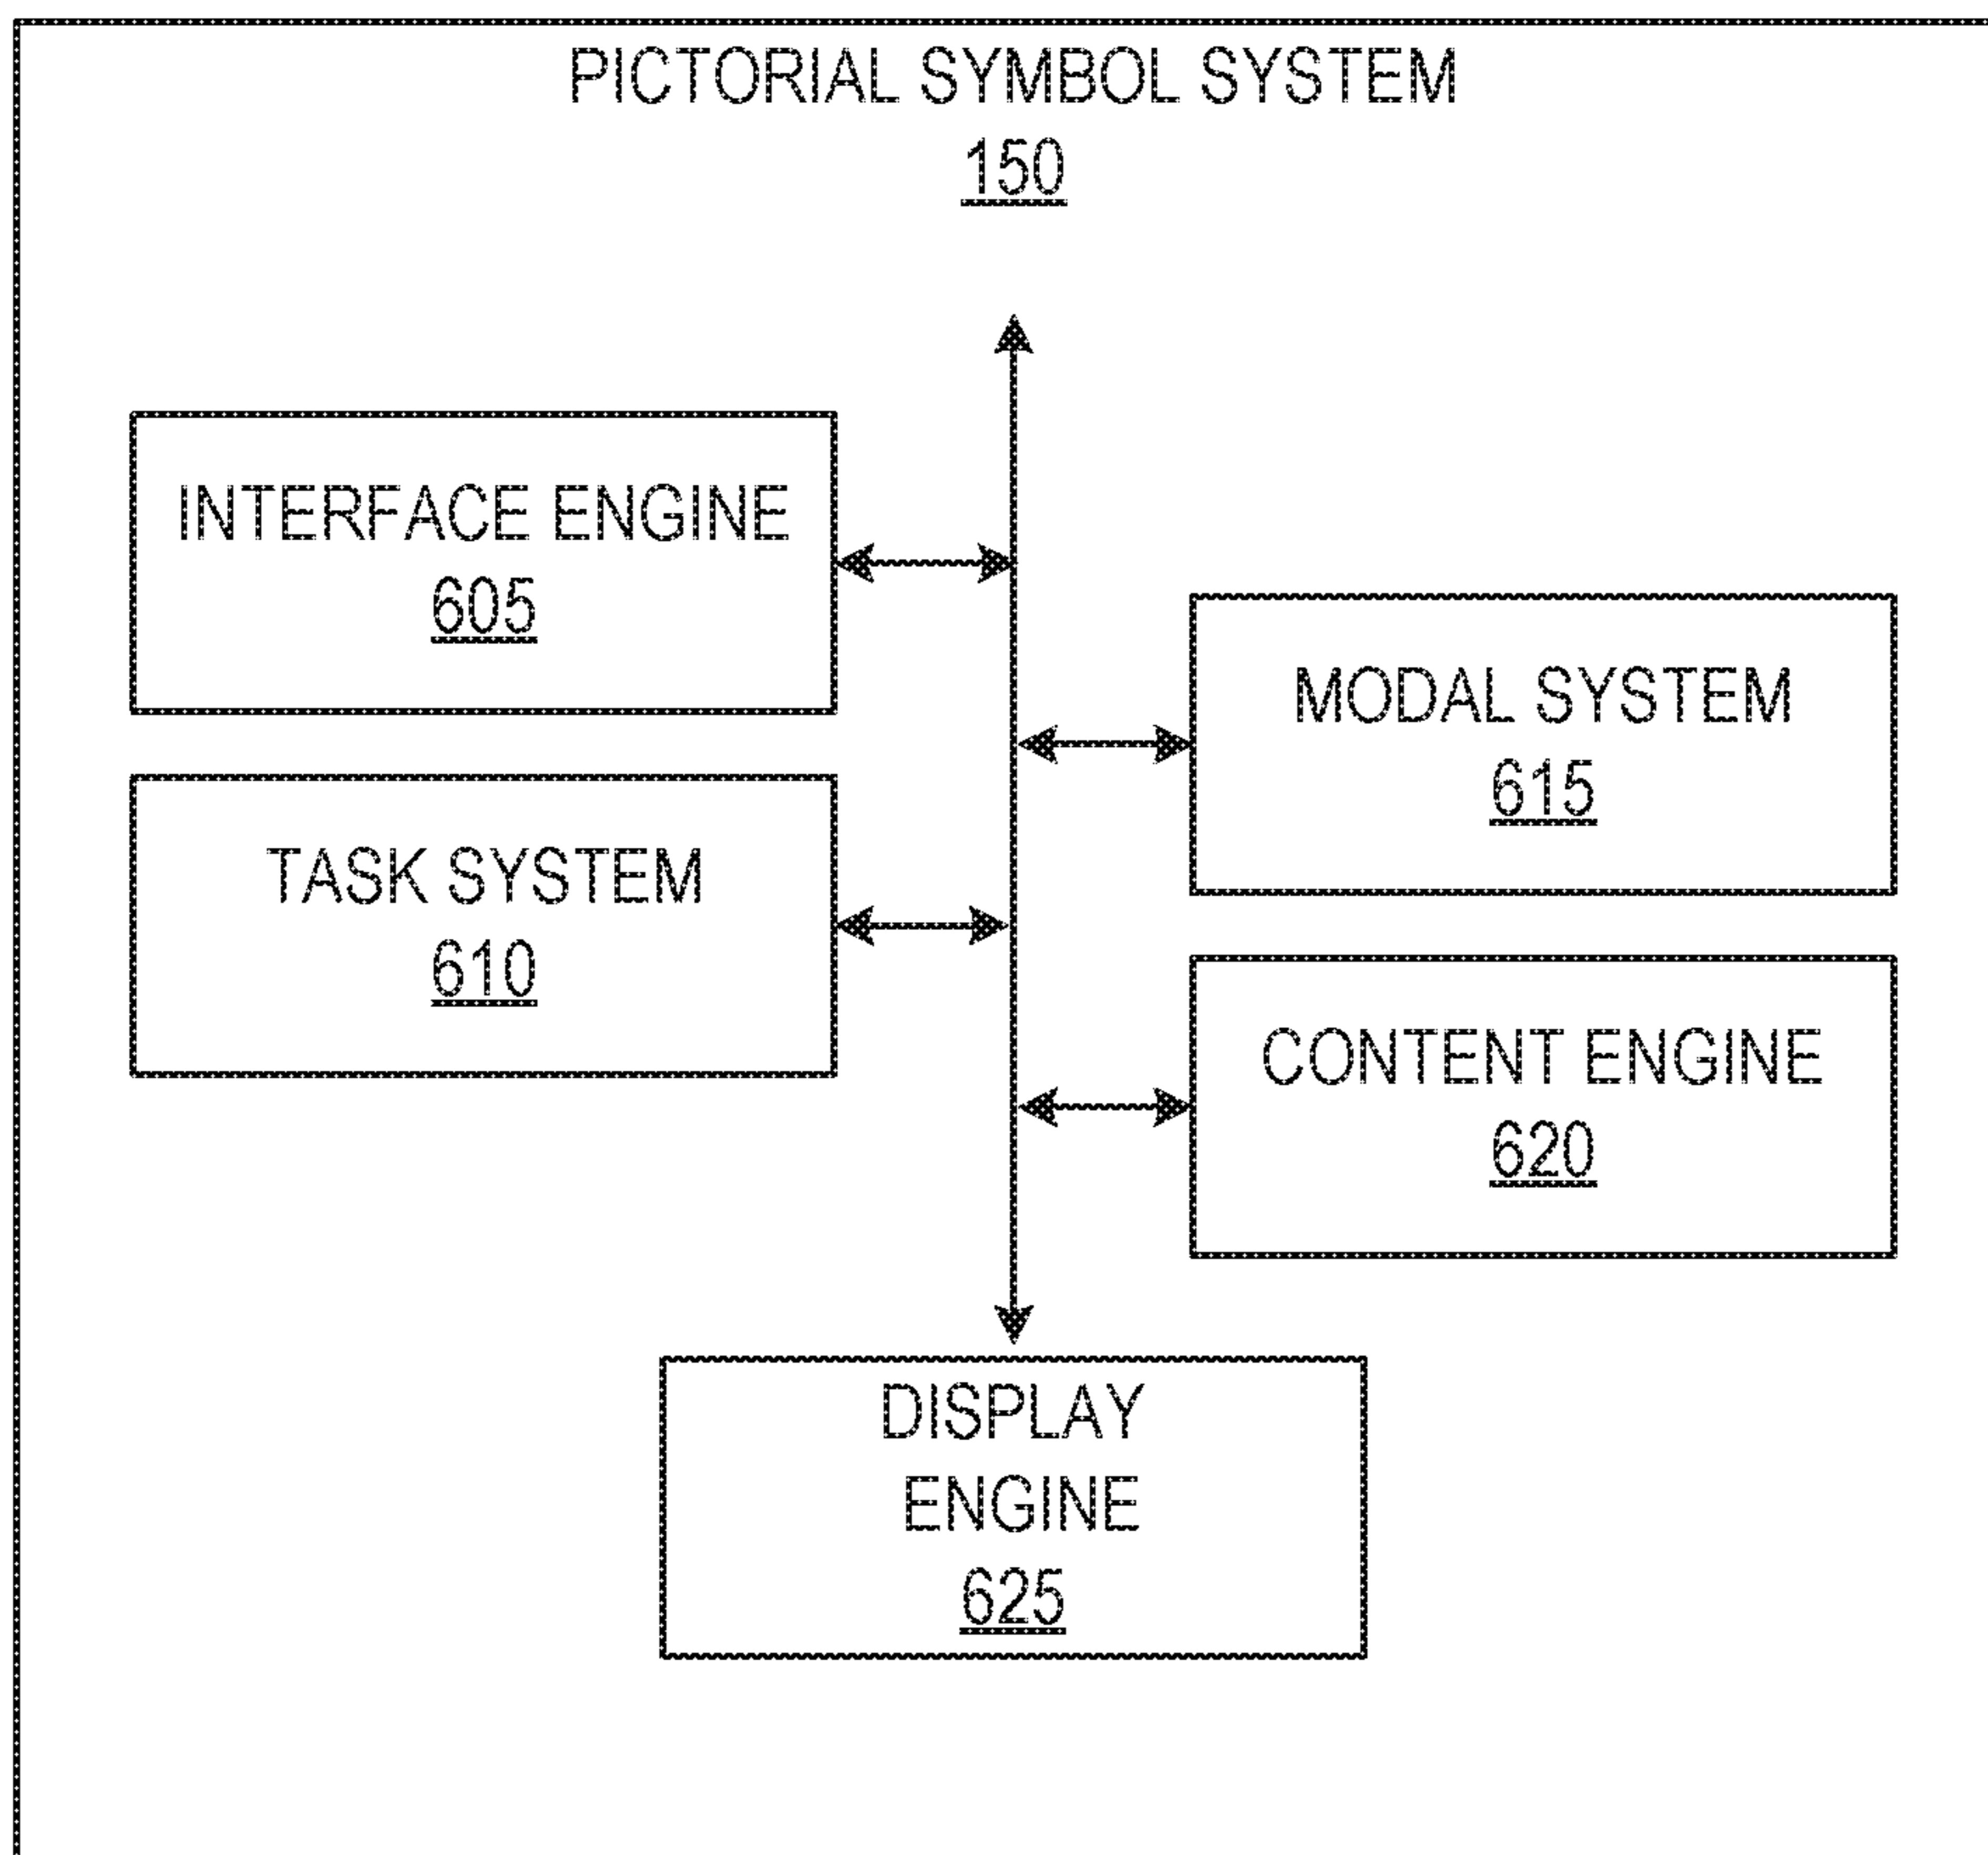 PICTORIAL SYMBOL SYSTEM
150
INTERFACE ENGINE
605
MODAL SYSTEM
615
TASK SYSTEM
610
CONTENT ENGINE
620
DISPLAY
ENGINE
625